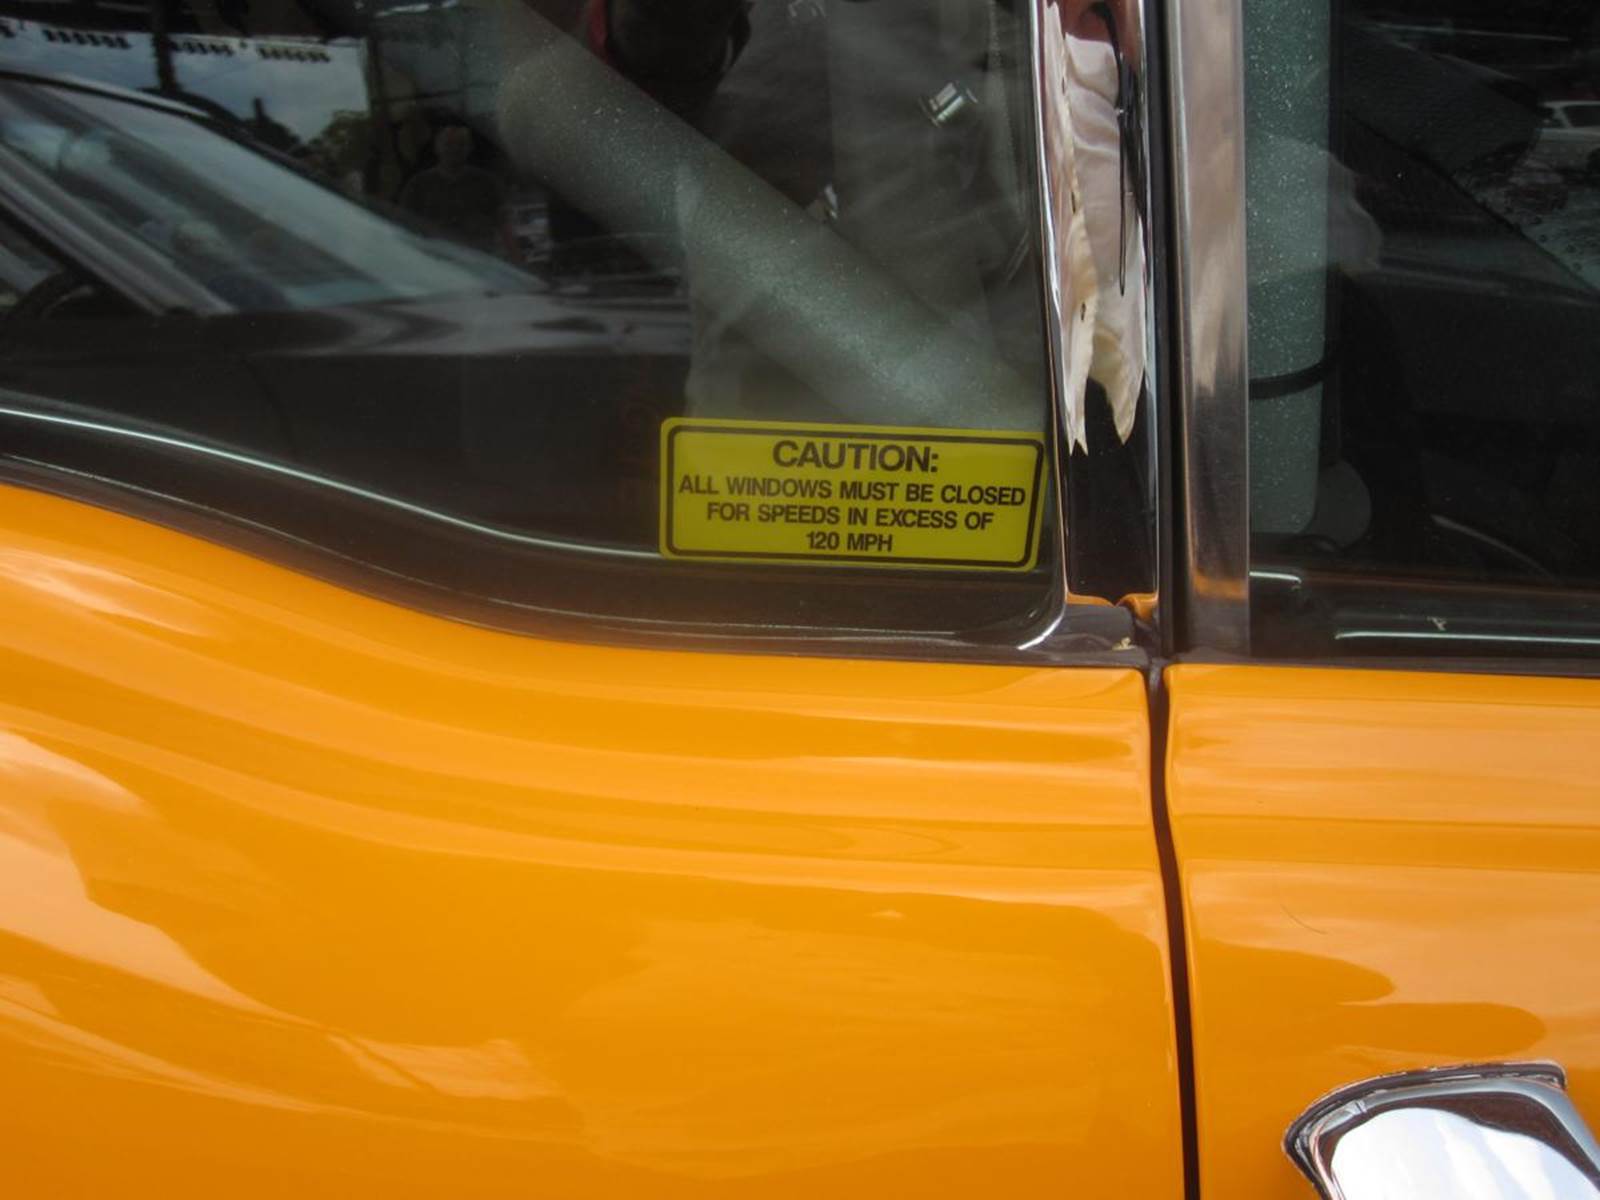 CAUTION:
ALL WINDOWS MUST BE CLOSED
FOR SPEEDS IN EXCESS OF
120 MPH